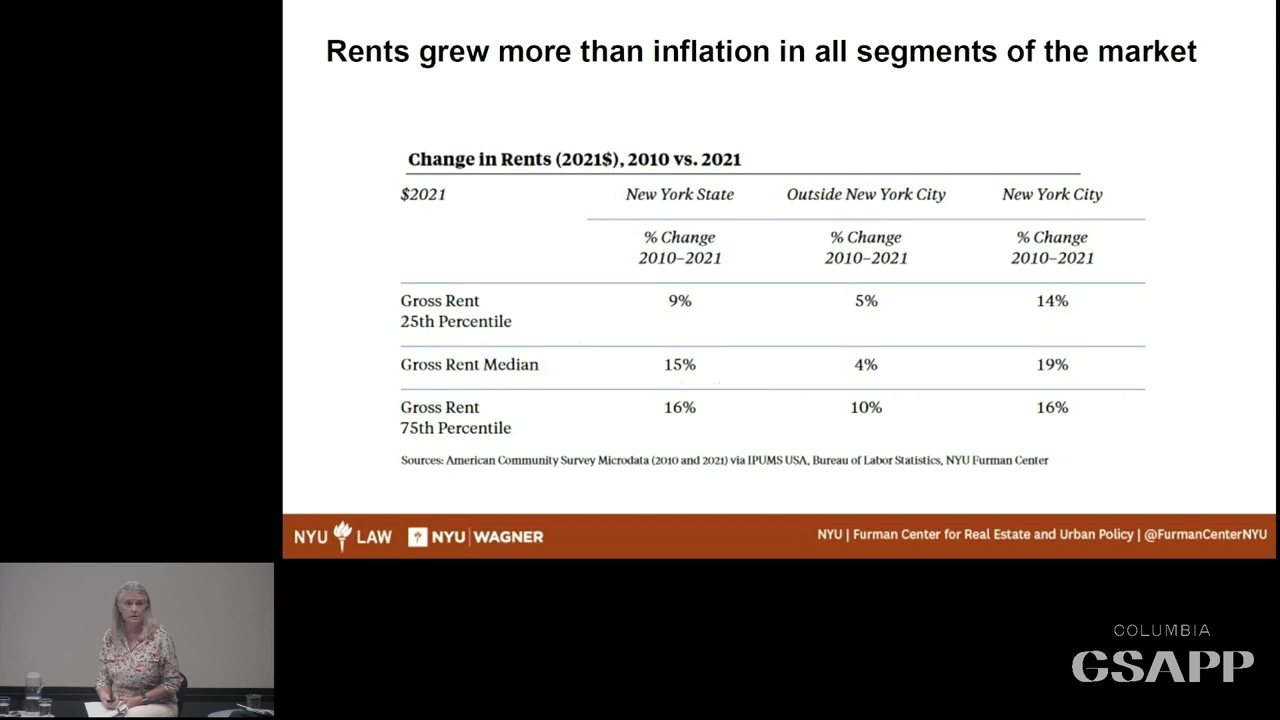 Rents grew more than inflation in all segments of the market
Change in Rents (2021$), 2010 vs. 2021
$2021 New York State Outside New York City New York City
% Change % Change % Change
2010–2021 2010–2021 2010–2021
Gross Rent 9% 5% 14%
25th Percentile
Gross Rent Median 15% 4% 19%
Gross Rent 16% 10% 16%
75th Percentile
Sources: American Community Survey Microdata (2010 and 2021) via IPUMS USA, Bureau of Labor Statistics, NYU Furman Center
NYU LAW NYU | WAGNER NYU | Furman Center for Real Estate and Urban Policy | @FurmanCenterNYU
COLUMBIA
GSAPP